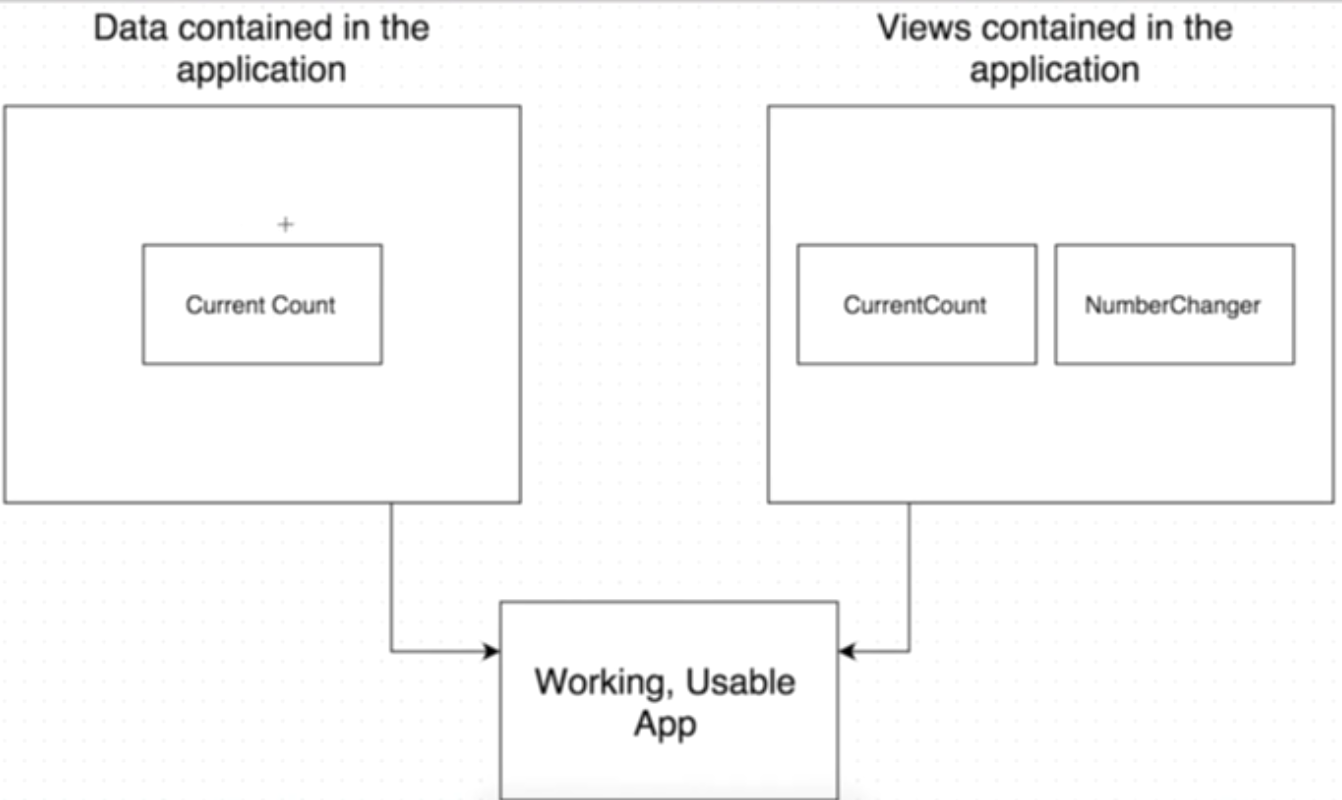 Data contained in the
application
Views contained in the
application
Current Count
CurrentCount
NumberChanger
Working, Usable
App